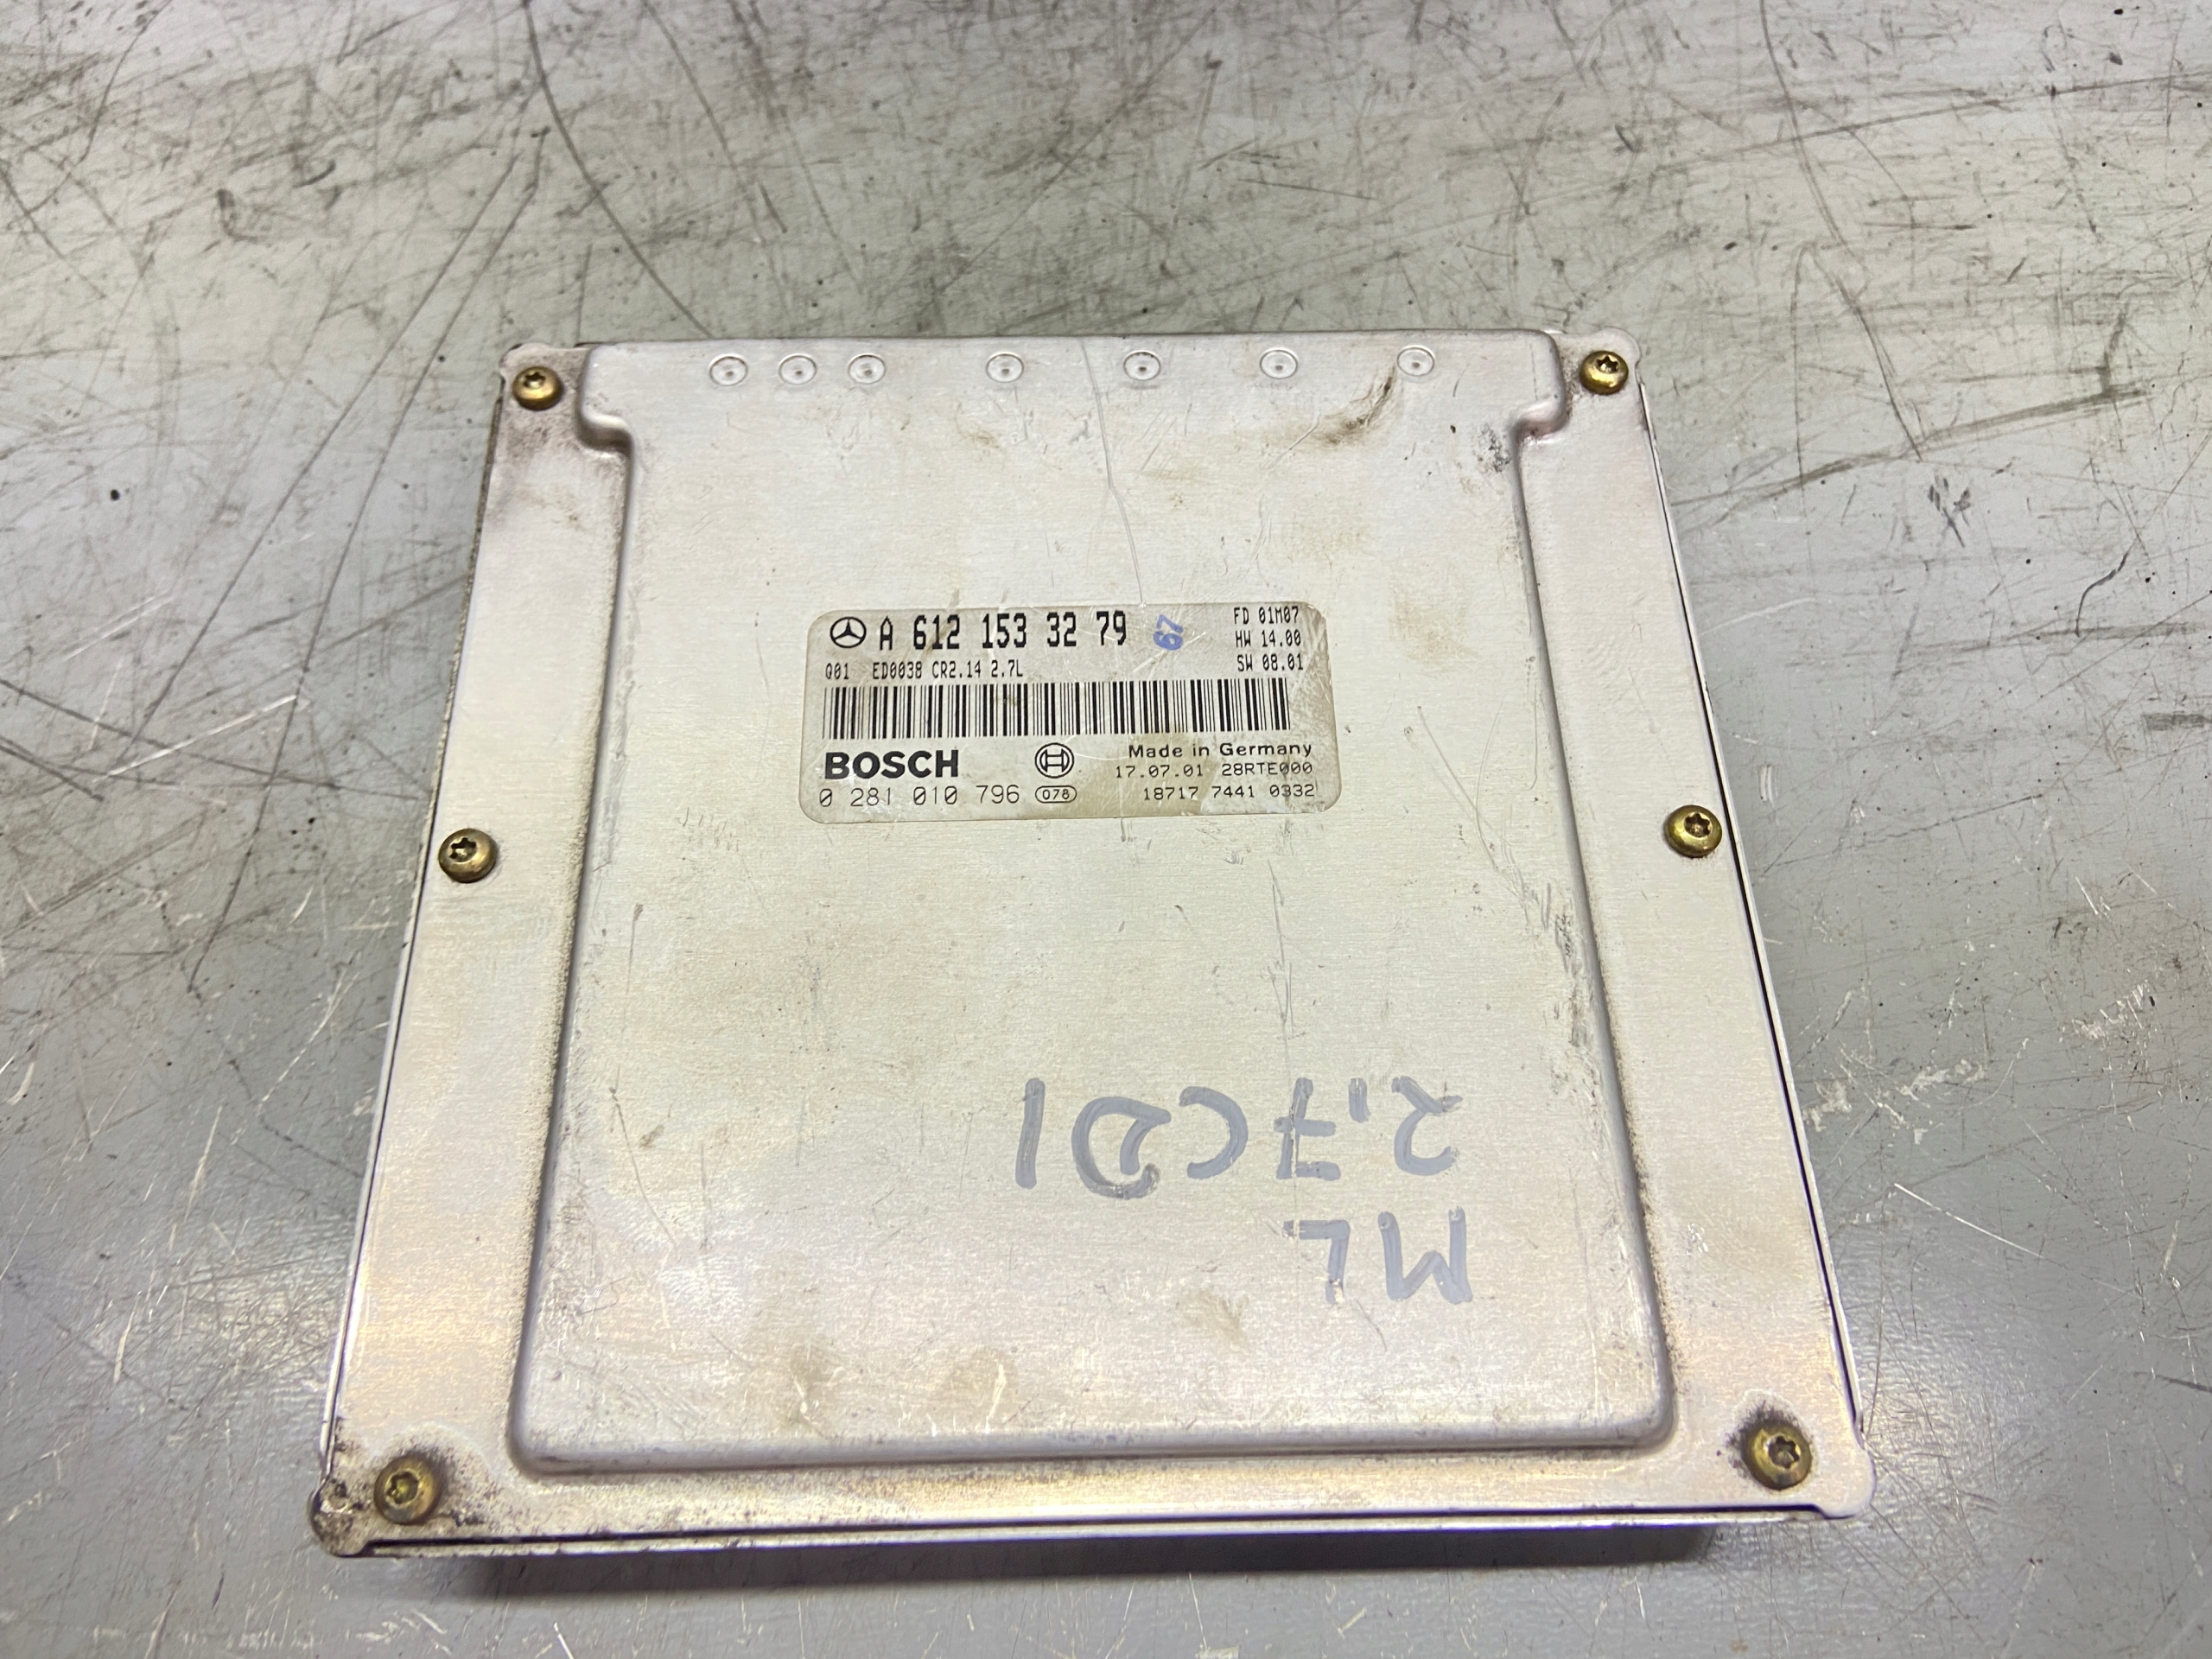 A 612 153 32 79 67
FD 01M07
HW 14.00
Q01 ED0038 CR2.14 2.7L
SW 08.01
BOSCH
Made in Germany
17.07.01 28RTE000
0 281 010 796 078
18717 7441 0332
ML
2,7CDI